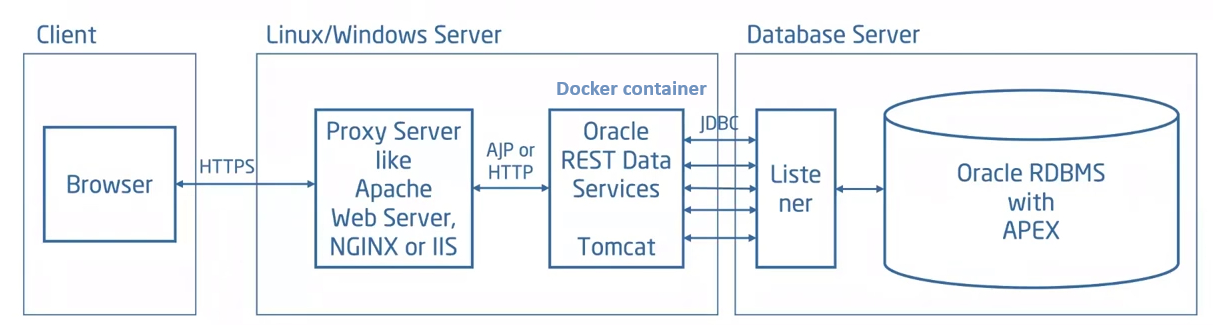 Client
Linux/Windows Server
Database Server
Docker container
Browser
HTTPS
Proxy Server
like
Apache
Web Server,
NGINX or IIS
AJP or
HTTP
Oracle
REST Data
Services
Tomcat
JDBC
Liste
ner
Oracle RDBMS
with
APEX